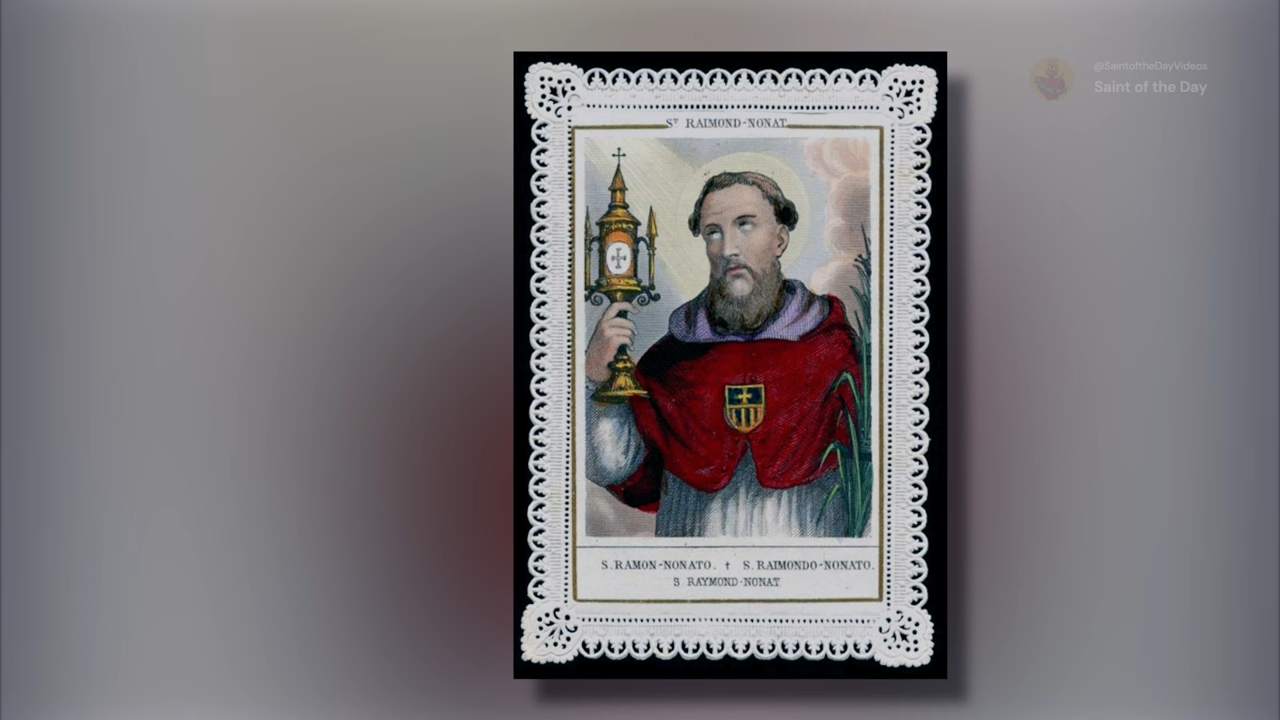 @SaintoftheDayVideos
Saint of the Day
ST RAIMOND-NONAT
S. RAMON-NONATO. † S. RAIMONDO-NONATO.
S RAYMOND-NONAT